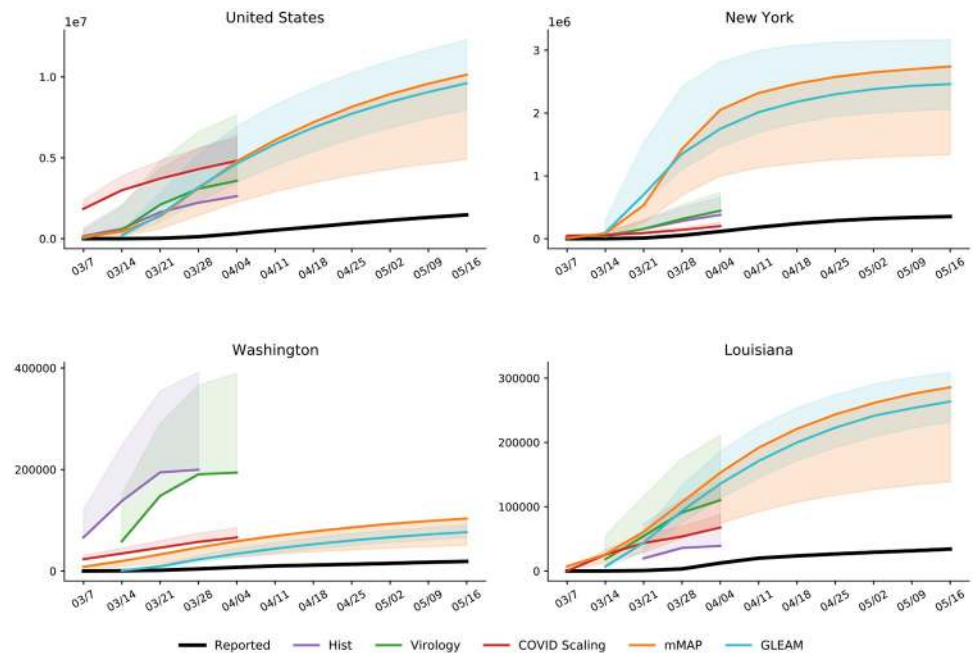 United States
1e7
1.0
0.5
0.0
03/7 03/14 03/21 03/28 04/04 04/11 04/18 04/25 05/02 05/09 05/16
New York
1e6
3
2
1
0
03/7 03/14 03/21 03/28 04/04 04/11 04/18 04/25 05/02 05/09 05/16
Washington
400000
200000
0
03/7 03/14 03/21 03/28 04/04 04/11 04/18 04/25 05/02 05/09 05/16
Louisiana
300000
200000
100000
0
03/7 03/14 03/21 03/28 04/04 04/11 04/18 04/25 05/02 05/09 05/16
Reported Hist Virology COVID Scaling mMAP GLEAM